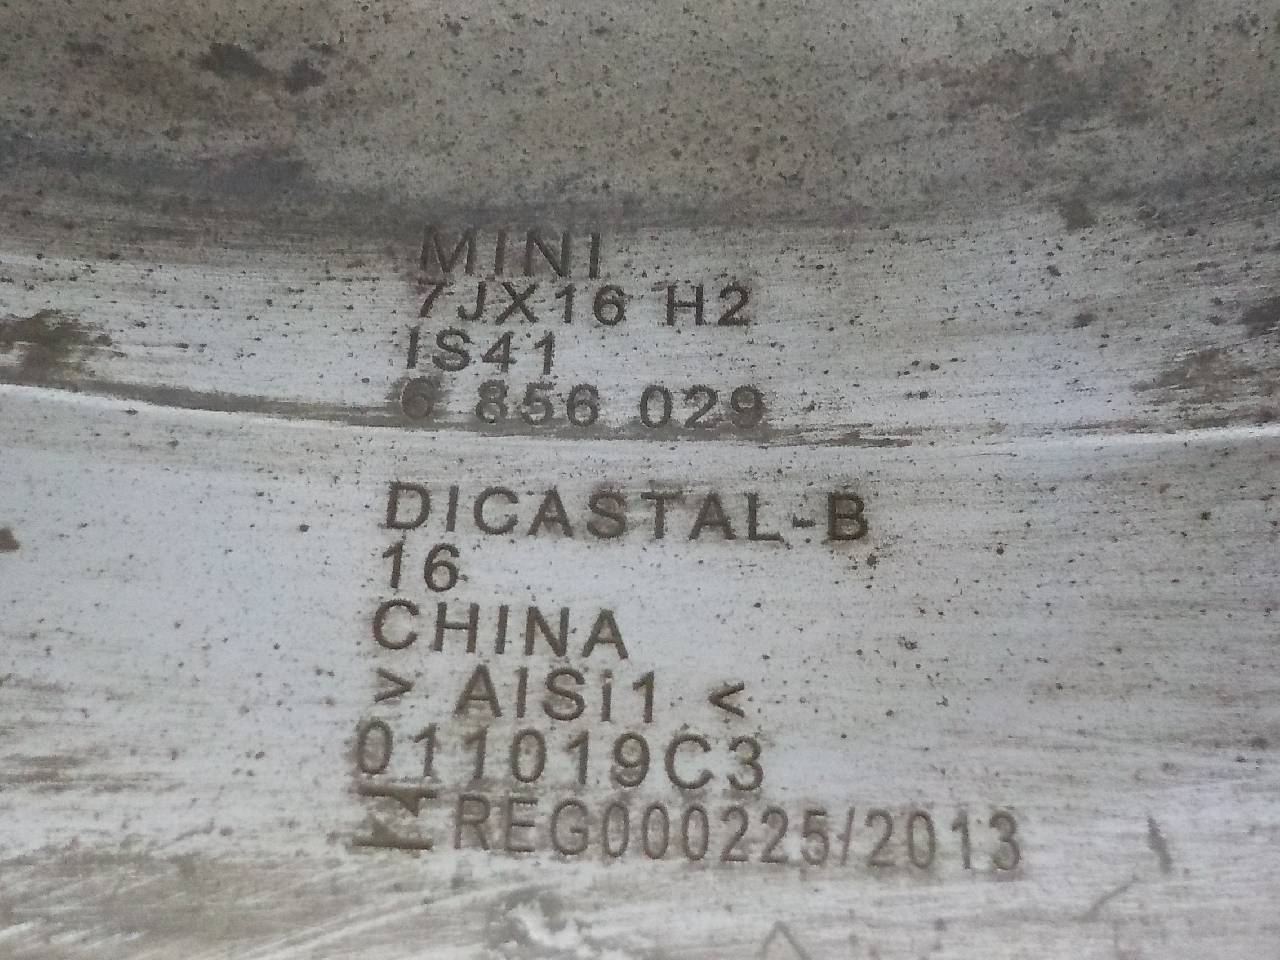 MINI
7JX16 H2
IS41
6 856 029
DICASTAL-B
16
CHINA
> AlSi1 <
011019C3
REG000225/2013